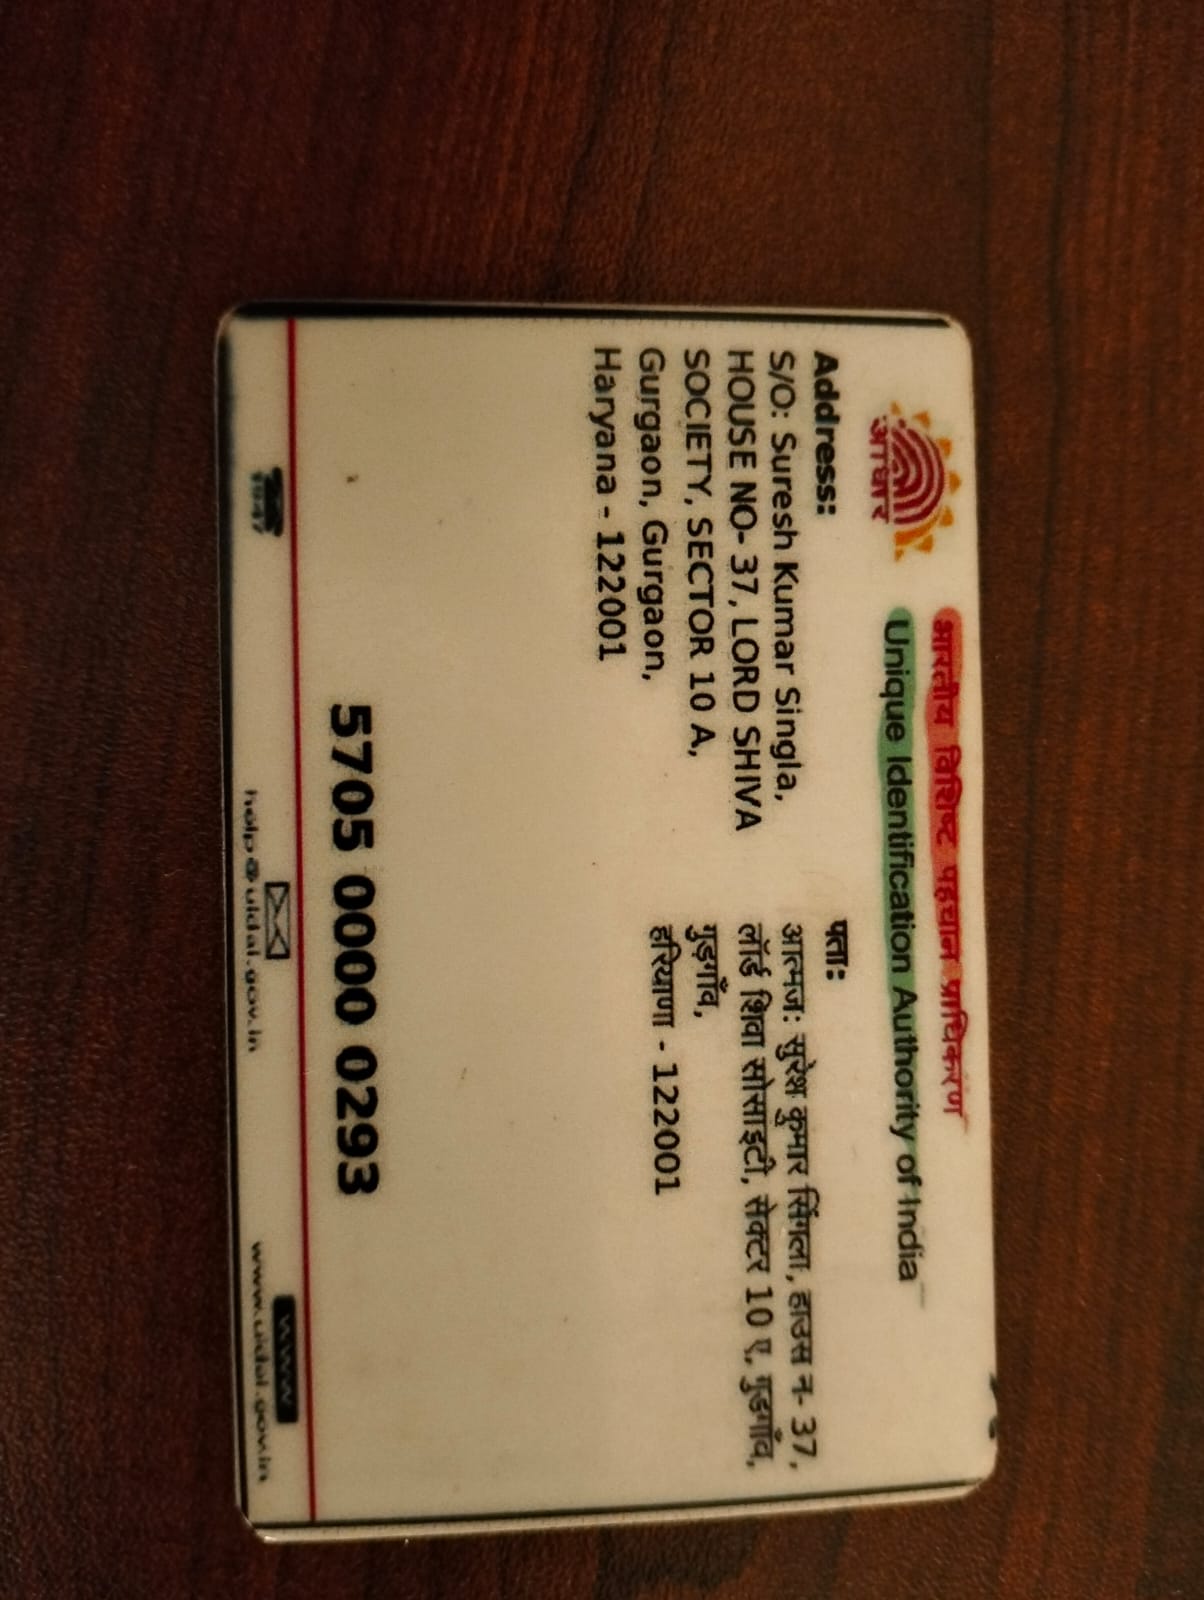 आधार
भारतीय विशिष्ट पहचान प्राधिकरण
Unique Identification Authority of India
Address:
S/O: Suresh Kumar Singla,
HOUSE NO- 37, LORD SHIVA
SOCIETY, SECTOR 10 A,
Gurgaon, Gurgaon,
Haryana - 122001
पता:
आत्मज: सुरेश कुमार सिंगला, हाउस न- 37,
लॉर्ड शिवा सोसाइटी, सेक्टर 10 ए, गुड़गाँव,
गुड़गाँव,
हरियाणा - 122001
5705 0000 0293
1947
help@uidai.gov.in
WWW
www.uidai.gov.in